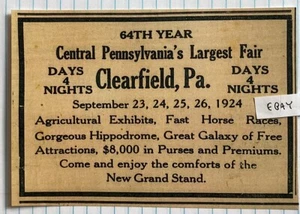 64TH YEAR
Central Pennsylvania's Largest Fair
DAYS 4 NIGHTS
Clearfield, Pa.
DAYS 4 NIGHTS
September 23, 24, 25, 26, 1924
Agricultural Exhibits, Fast Horse Races,
Gorgeous Hippodrome, Great Galaxy of Free
Attractions, $8,000 in Purses and Premiums.
Come and enjoy the comforts of the
New Grand Stand.
EBAY